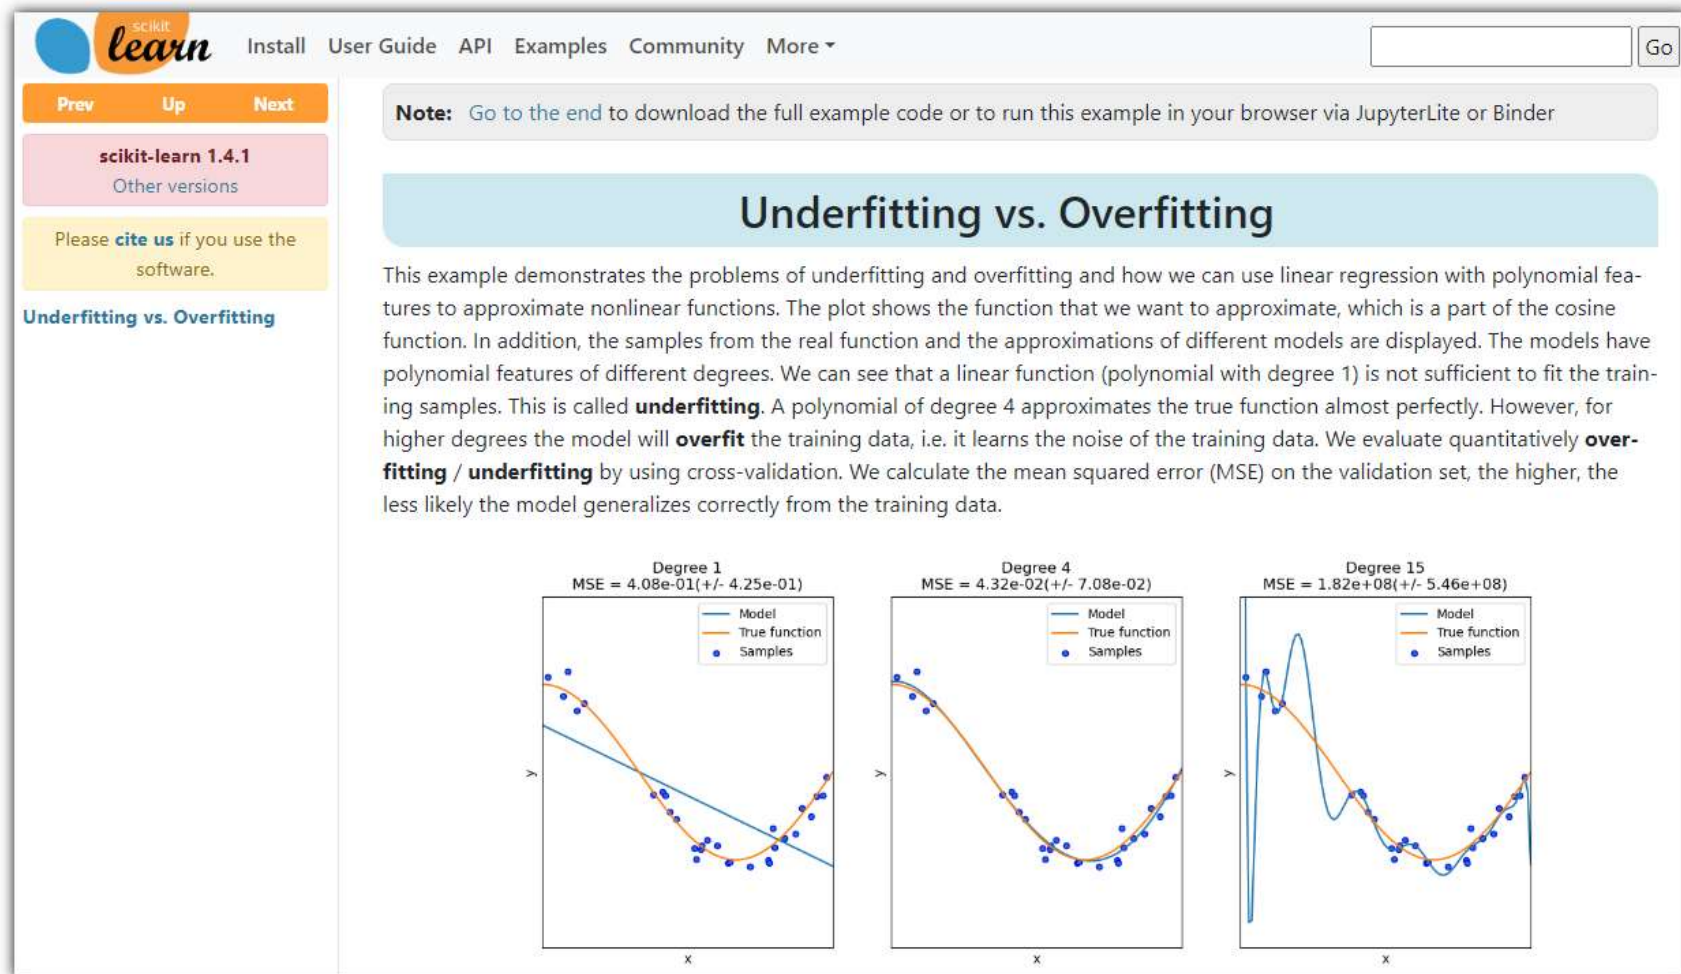 scikit
learn
Install User Guide API Examples Community More
Go
Prev Up Next
scikit-learn 1.4.1
Other versions
Please cite us if you use the
software.
Underfitting vs. Overfitting
Note: Go to the end to download the full example code or to run this example in your browser via JupyterLite or Binder
Underfitting vs. Overfitting
This example demonstrates the problems of underfitting and overfitting and how we can use linear regression with polynomial fea-
tures to approximate nonlinear functions. The plot shows the function that we want to approximate, which is a part of the cosine
function. In addition, the samples from the real function and the approximations of different models are displayed. The models have
polynomial features of different degrees. We can see that a linear function (polynomial with degree 1) is not sufficient to fit the train-
ing samples. This is called underfitting. A polynomial of degree 4 approximates the true function almost perfectly. However, for
higher degrees the model will overfit the training data, i.e. it learns the noise of the training data. We evaluate quantitatively over-
fitting / underfitting by using cross-validation. We calculate the mean squared error (MSE) on the validation set, the higher, the
less likely the model generalizes correctly from the training data.
Degree 1
MSE = 4.08e-01(+/- 4.25e-01)
Model
True function
Samples
y
x
Degree 4
MSE = 4.32e-02(+/- 7.08e-02)
Model
True function
Samples
y
x
Degree 15
MSE = 1.82e+08(+/- 5.46e+08)
Model
True function
Samples
y
x